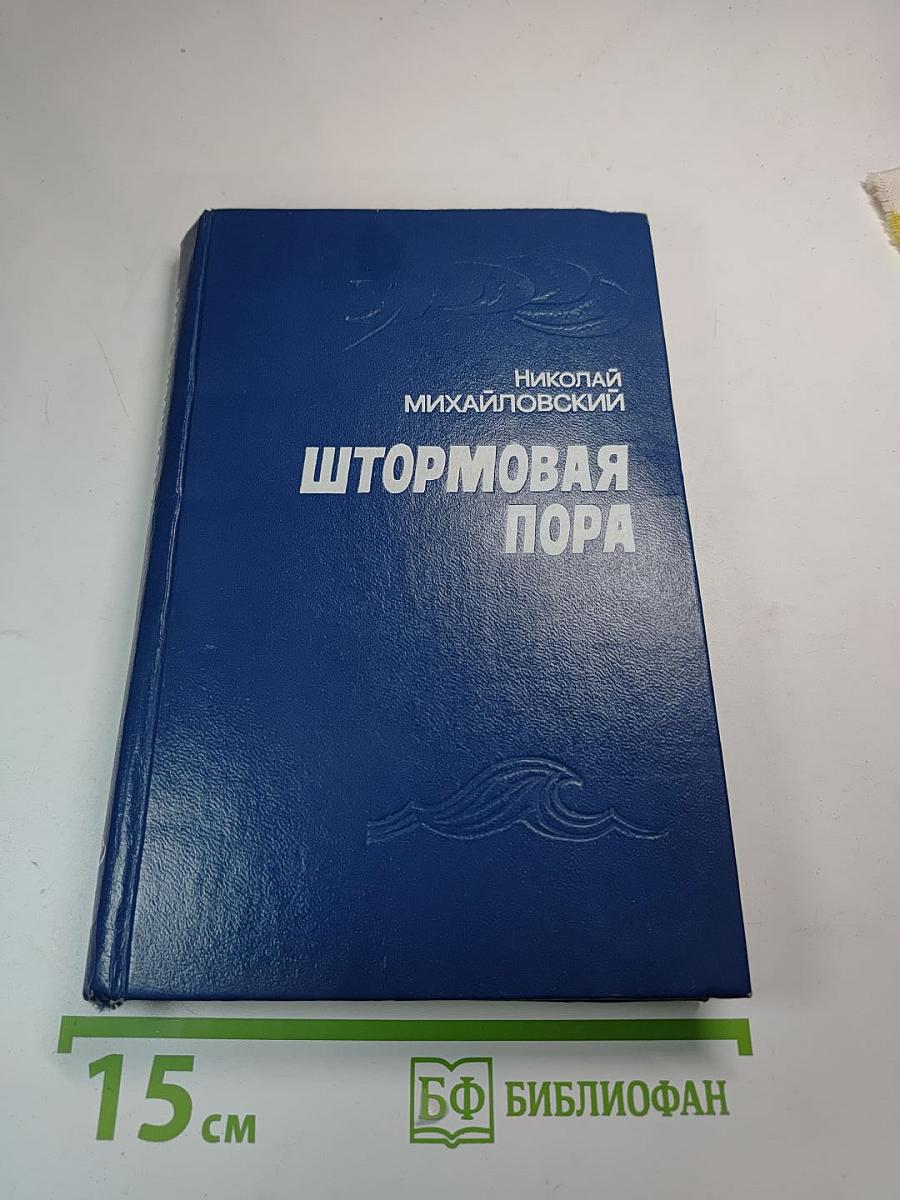 Николай
МИХАЙЛОВСКИЙ
ШТОРМОВАЯ
ПОРА
15 см
БФ БИБЛИОФАН